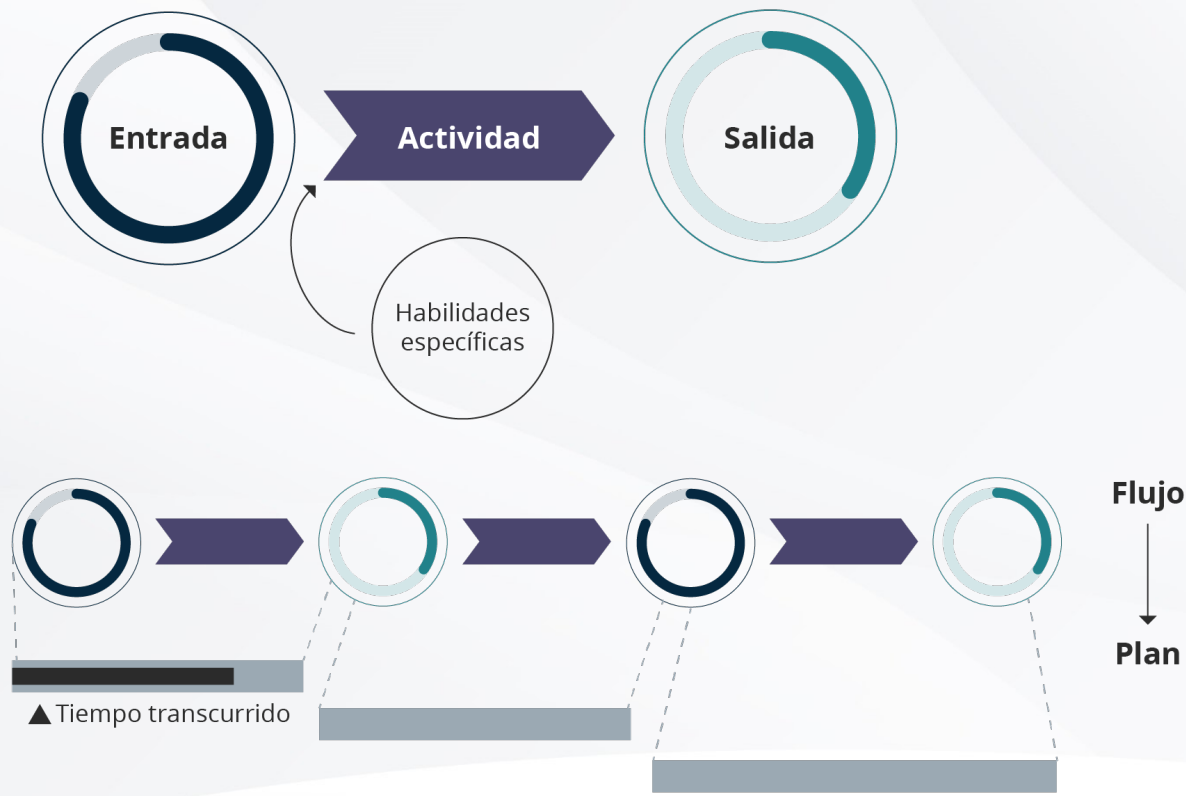 Entrada
Actividad
Salida
Habilidades
específicas
Flujo
Plan
Tiempo transcurrido